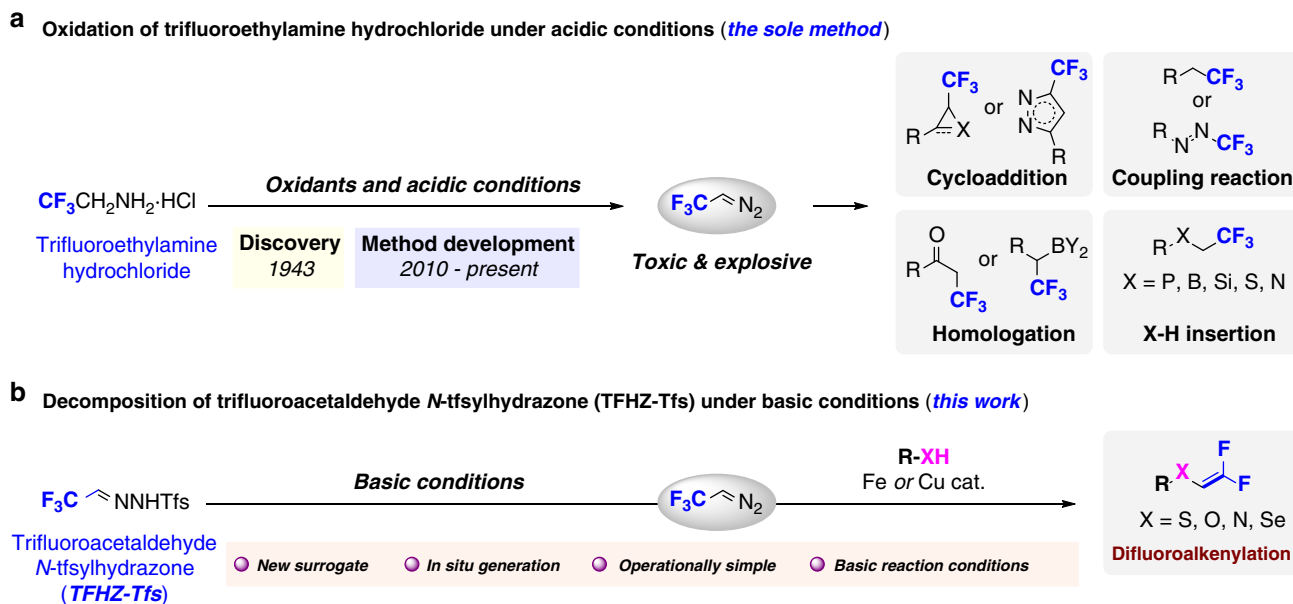 a Oxidation of trifluoroethylamine hydrochloride under acidic conditions (the sole method)
CF3CH2NH2·HCl
Trifluoroethylamine
hydrochloride
Oxidants and acidic conditions
Discovery
1943
Method development
2010 - present
F3C N2
Toxic & explosive
CF3
R
X
or
CF3
N
N
R
Cycloaddition
R CF3
or
R N N CF3
Coupling reaction
O
R
CF3
or
R BY2
CF3
Homologation
R X CF3
X = P, B, Si, S, N
X-H insertion
b Decomposition of trifluoroacetaldehyde N-tfsylhydrazone (TFHZ-Tfs) under basic conditions (this work)
F3C NNHTfs
Trifluoroacetaldehyde
N-tfsylhydrazone
(TFHZ-Tfs)
Basic conditions
F3C N2
R-XH
Fe or Cu cat.
New surrogate In situ generation Operationally simple Basic reaction conditions
R X F
F
X = S, O, N, Se
Difluoroalkenylation